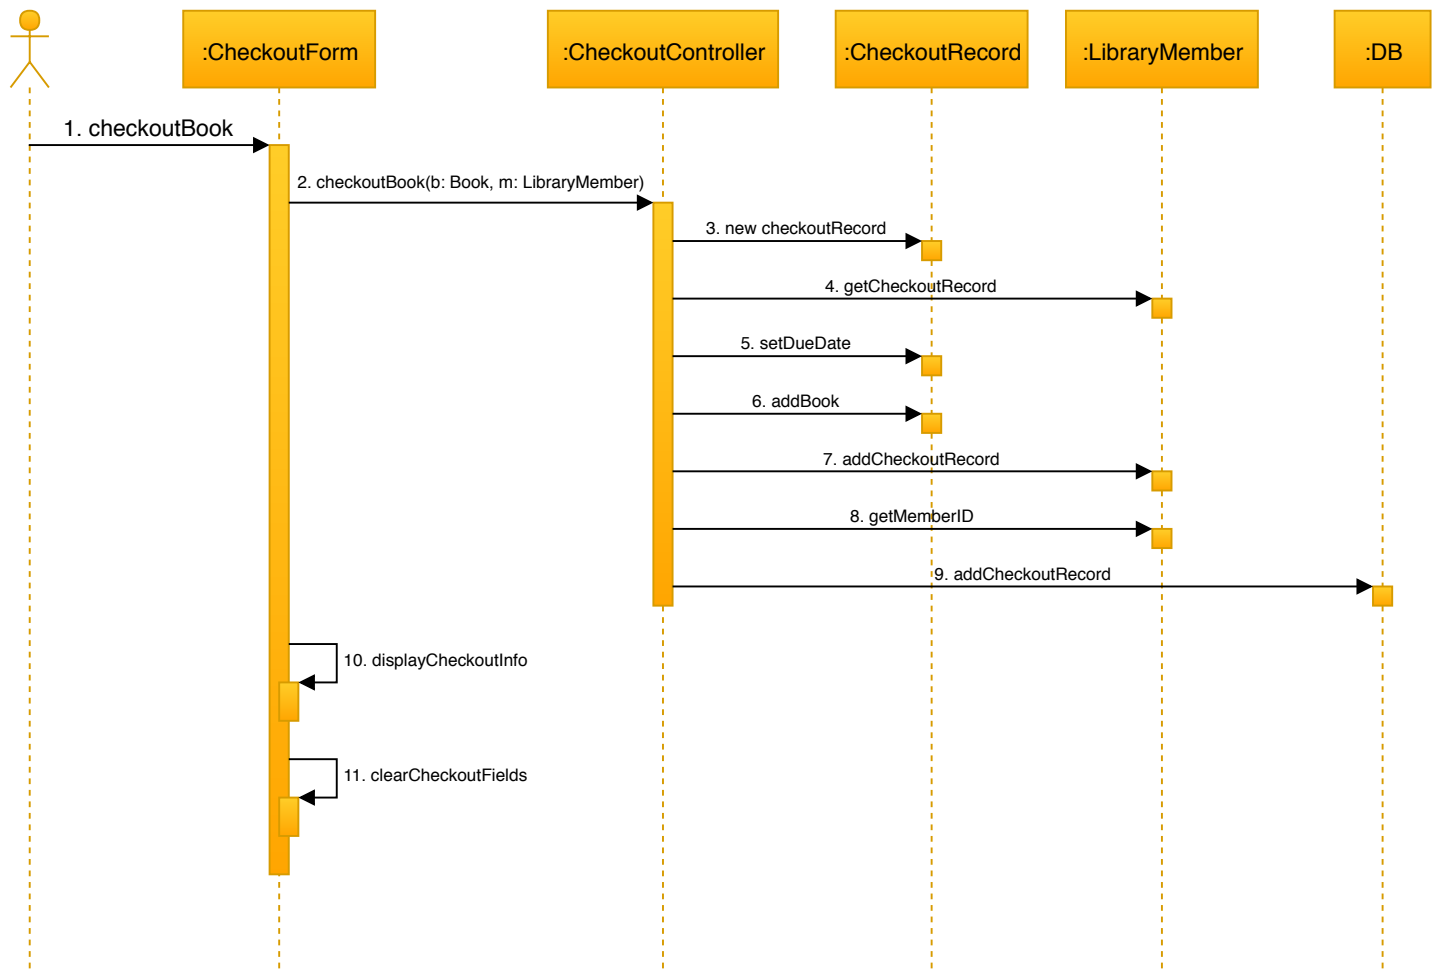 :CheckoutForm
:CheckoutController
:CheckoutRecord
:LibraryMember
:DB
1. checkoutBook
2. checkoutBook(b: Book, m: LibraryMember)
3. new checkoutRecord
4. getCheckoutRecord
5. setDueDate
6. addBook
7. addCheckoutRecord
8. getMemberID
9. addCheckoutRecord
10. displayCheckoutInfo
11. clearCheckoutFields